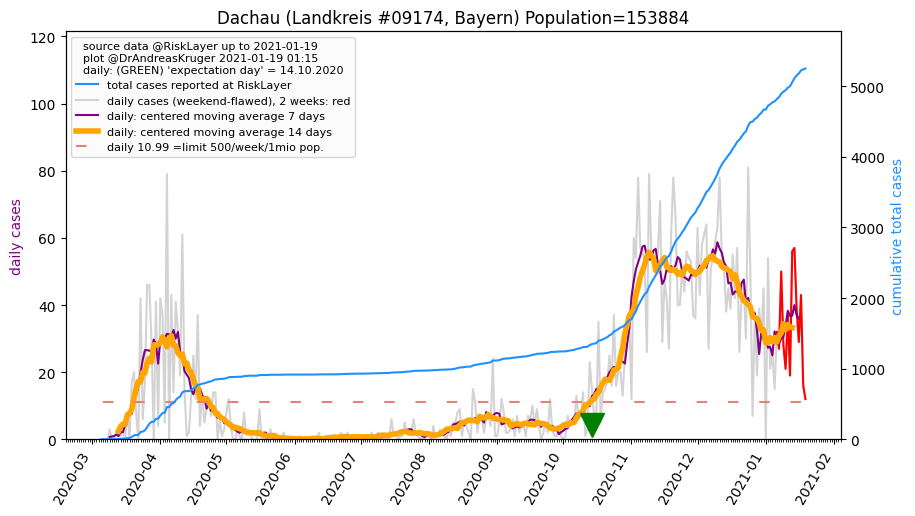 Dachau (Landkreis #09174, Bayern) Population=153884
source data @RiskLayer up to 2021-01-19
plot @DrAndreasKruger 2021-01-19 01:15
daily: (GREEN) 'expectation day' = 14.10.2020
total cases reported at RiskLayer
daily cases (weekend-flawed), 2 weeks: red
daily: centered moving average 7 days
daily: centered moving average 14 days
daily 10.99 =limit 500/week/1mio pop.
daily cases
120
100
80
60
40
20
0
cumulative total cases
5000
4000
3000
2000
1000
0
2020-03
2020-04
2020-05
2020-06
2020-07
2020-08
2020-09
2020-10
2020-11
2020-12
2021-01
2021-02